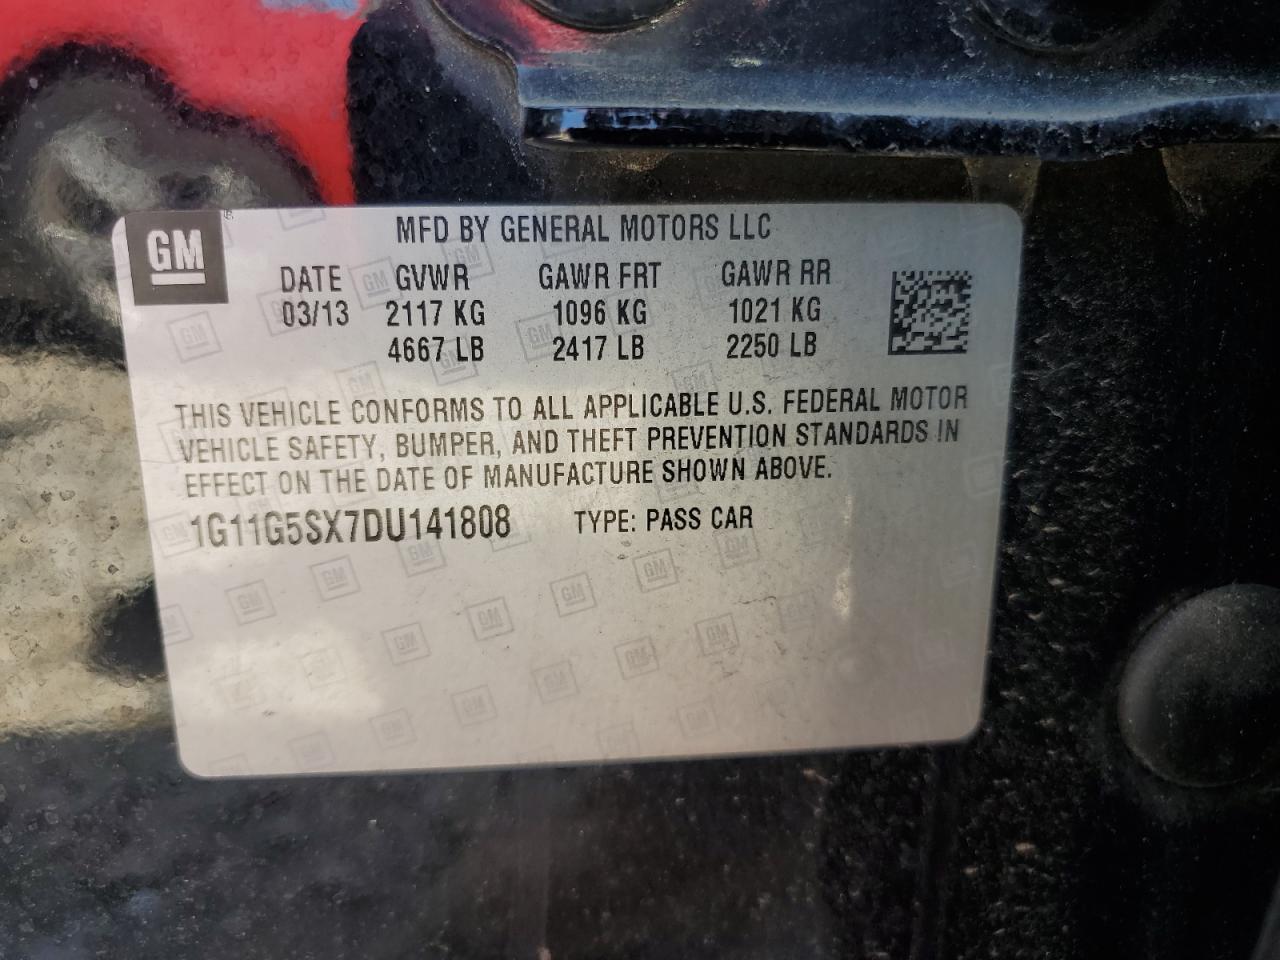 GM
MFD BY GENERAL MOTORS LLC
DATE GVWR GAWR FRT GAWR RR
03/13 2117 KG 1096 KG 1021 KG
4667 LB 2417 LB 2250 LB
THIS VEHICLE CONFORMS TO ALL APPLICABLE U.S. FEDERAL MOTOR
VEHICLE SAFETY, BUMPER, AND THEFT PREVENTION STANDARDS IN
EFFECT ON THE DATE OF MANUFACTURE SHOWN ABOVE.
1G11G5SX7DU141808 TYPE: PASS CAR